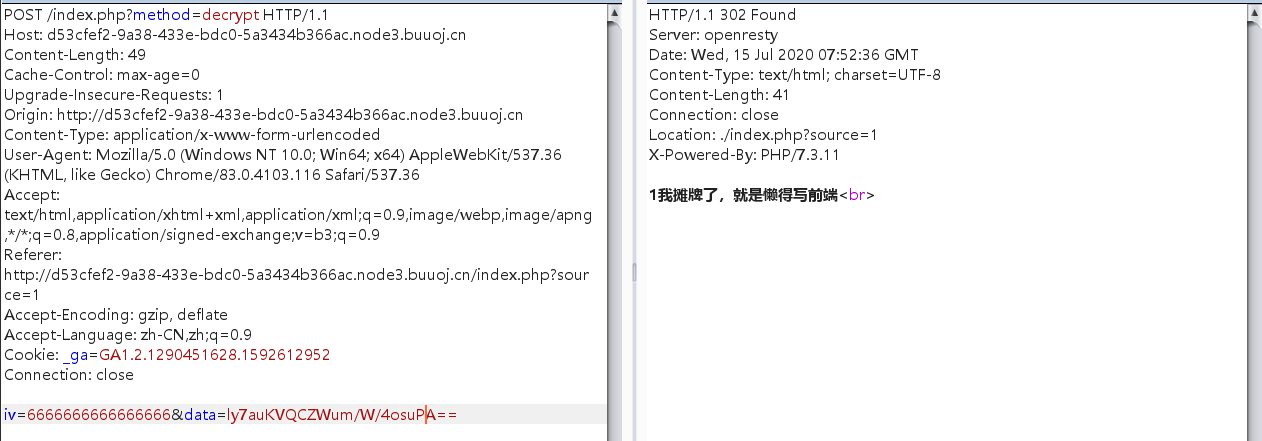 POST /index.php?method=decrypt HTTP/1.1
Host: d53cfef2-9a38-433e-bdc0-5a3434b366ac.node3.buuoj.cn
Content-Length: 49
Cache-Control: max-age=0
Upgrade-Insecure-Requests: 1
Origin: http://d53cfef2-9a38-433e-bdc0-5a3434b366ac.node3.buuoj.cn
Content-Type: application/x-www-form-urlencoded
User-Agent: Mozilla/5.0 (Windows NT 10.0; Win64; x64) AppleWebKit/537.36
(KHTML, like Gecko) Chrome/83.0.4103.116 Safari/537.36
Accept:
text/html,application/xhtml+xml,application/xml;q=0.9,image/webp,image/apng
,*/*;q=0.8,application/signed-exchange;v=b3;q=0.9
Referer:
http://d53cfef2-9a38-433e-bdc0-5a3434b366ac.node3.buuoj.cn/index.php?sour
ce=1
Accept-Encoding: gzip, deflate
Accept-Language: zh-CN,zh;q=0.9
Cookie: _ga=GA1.2.1290451628.1592612952
Connection: close
iv=6666666666666666&data=ly7auKVQCZWum/W/4osuPA==
HTTP/1.1 302 Found
Server: openresty
Date: Wed, 15 Jul 2020 07:52:36 GMT
Content-Type: text/html; charset=UTF-8
Content-Length: 41
Connection: close
Location: ./index.php?source=1
X-Powered-By: PHP/7.3.11
1我摊牌了，就是懒得写前端<br>